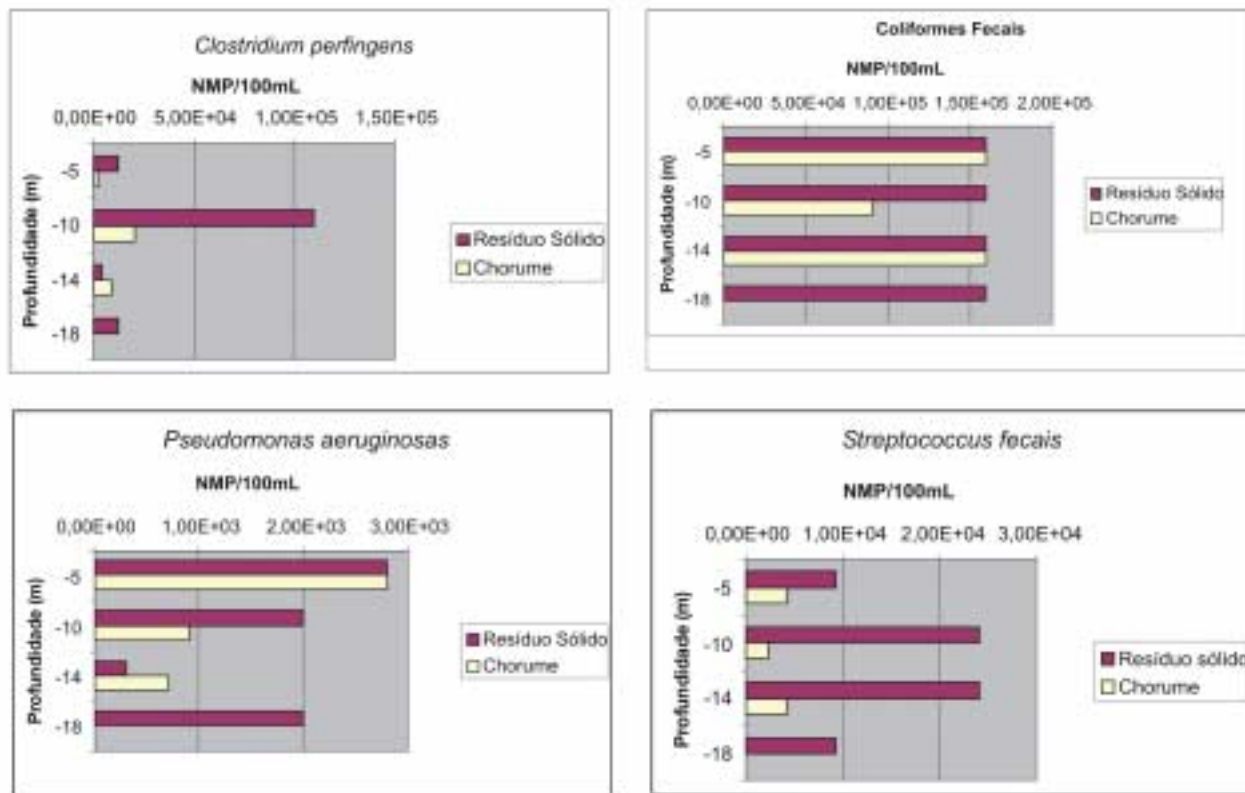 Clostridium perfingens
NMP/100mL
0,00E+00 5,00E+04 1,00E+05 1,50E+05
Profundidade (m)
-5
-10
-14
-18
Resíduo Sólido
Chorume
Coliformes Fecais
NMP/100mL
0,00E+00 5,00E+04 1,00E+05 1,50E+05 2,00E+05
Profundidade (m)
-5
-10
-14
-18
Resíduo Sólido
Chorume
Pseudomonas aeruginosas
NMP/100mL
0,00E+00 1,00E+03 2,00E+03 3,00E+03
Profundidade (m)
-5
-10
-14
-18
Resíduo Sólido
Chorume
Streptococcus fecais
NMP/100mL
0,00E+00 1,00E+04 2,00E+04 3,00E+04
Profundidade (m)
-5
-10
-14
-18
Resíduo sólido
Chorume